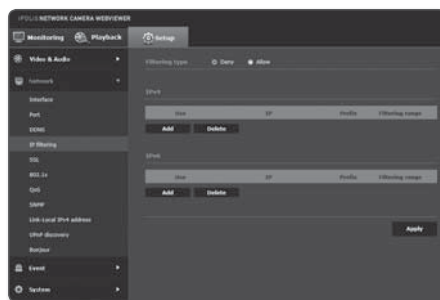 iPOLiS NETWORK CAMERA WEBVIEWER
Monitoring Playback Setup
Video & Audio
Network
Interface
Port
DDNS
IP filtering
SSL
802.1x
QoS
SNMP
Link-Local IPv4 address
UPnP discovery
Bonjour
Event
System
Filtering type Deny Allow
IPv4
Use IP Prefix Filtering range
Add Delete
IPv6
Use IP Prefix Filtering range
Add Delete
Apply